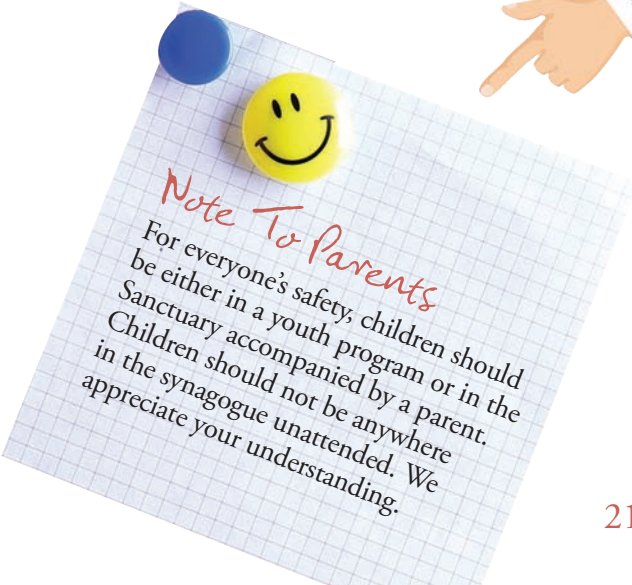 Note To Parents
For everyone's safety, children should
be either in a youth program or in the
Sanctuary accompanied by a parent.
Children should not be anywhere
in the synagogue unattended. We
appreciate your understanding.
21